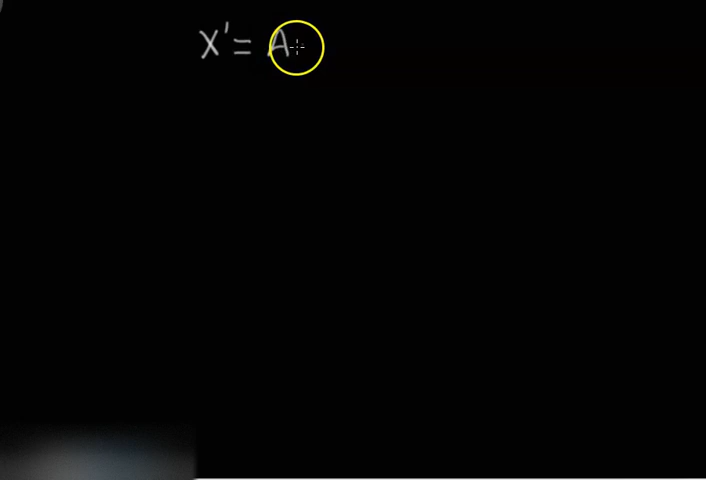 X' = A